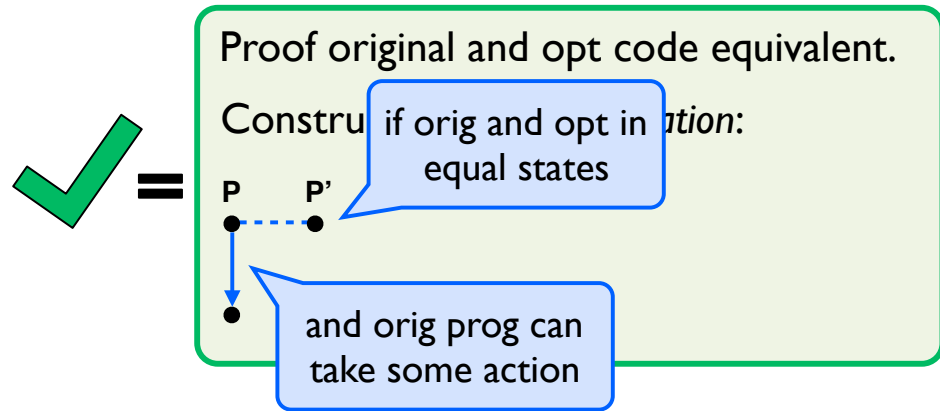 Proof original and opt code equivalent.
Constru ation:
if orig and opt in
equal states
=
P P’
and orig prog can
take some action